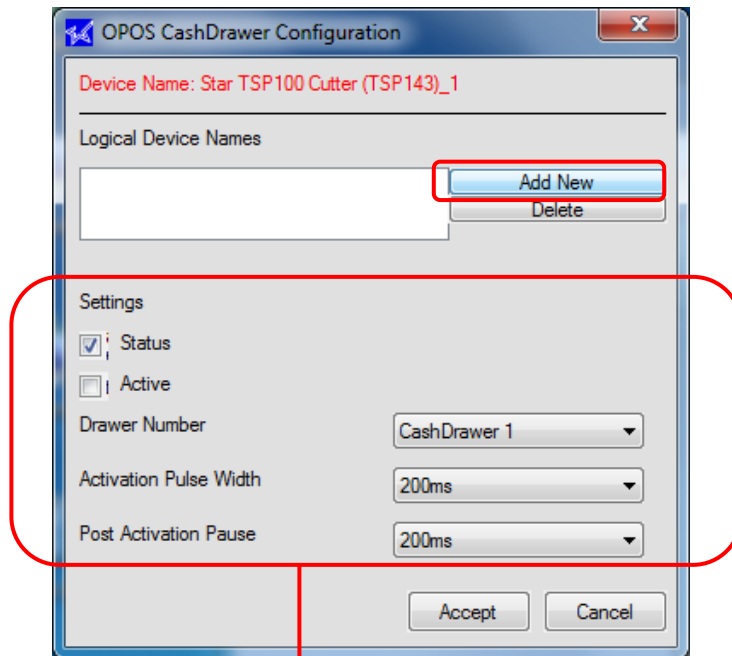 OPOS CashDrawer Configuration
Device Name: Star TSP100 Cutter (TSP143)_1
Logical Device Names
Add New
Delete
Settings
Status
Active
Drawer Number
CashDrawer 1
Activation Pulse Width
200ms
Post Activation Pause
200ms
Accept
Cancel